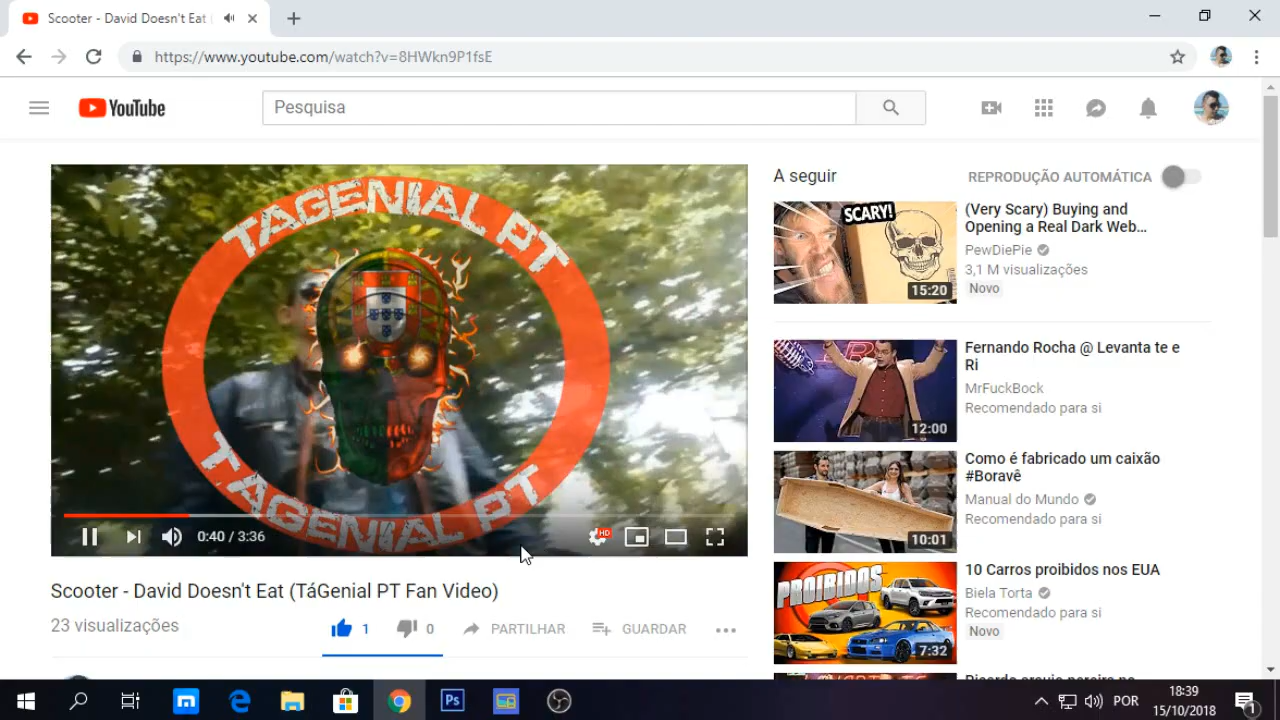 Scooter - David Doesn't Eat (
https://www.youtube.com/watch?v=8HWkn9P1fsE
YouTube
Pesquisa
TAGENIAL PT
TAGENIAL PT
0:40 / 3:36
HD
Scooter - David Doesn't Eat (TáGenial PT Fan Video)
23 visualizações
1
0
PARTILHAR
GUARDAR
A seguir
REPRODUÇÃO AUTOMÁTICA
SCARY!
15:20
(Very Scary) Buying and
Opening a Real Dark Web...
PewDiePie
3,1 M visualizações
Novo
12:00
Fernando Rocha @ Levanta te e
Ri
MrFuckBock
Recomendado para si
10:01
Como é fabricado um caixão
#Boravê
Manual do Mundo
Recomendado para si
PROIBIDOS
7:32
10 Carros proibidos nos EUA
Biela Torta
Recomendado para si
Novo
Ps
POR
18:39
15/10/2018
1